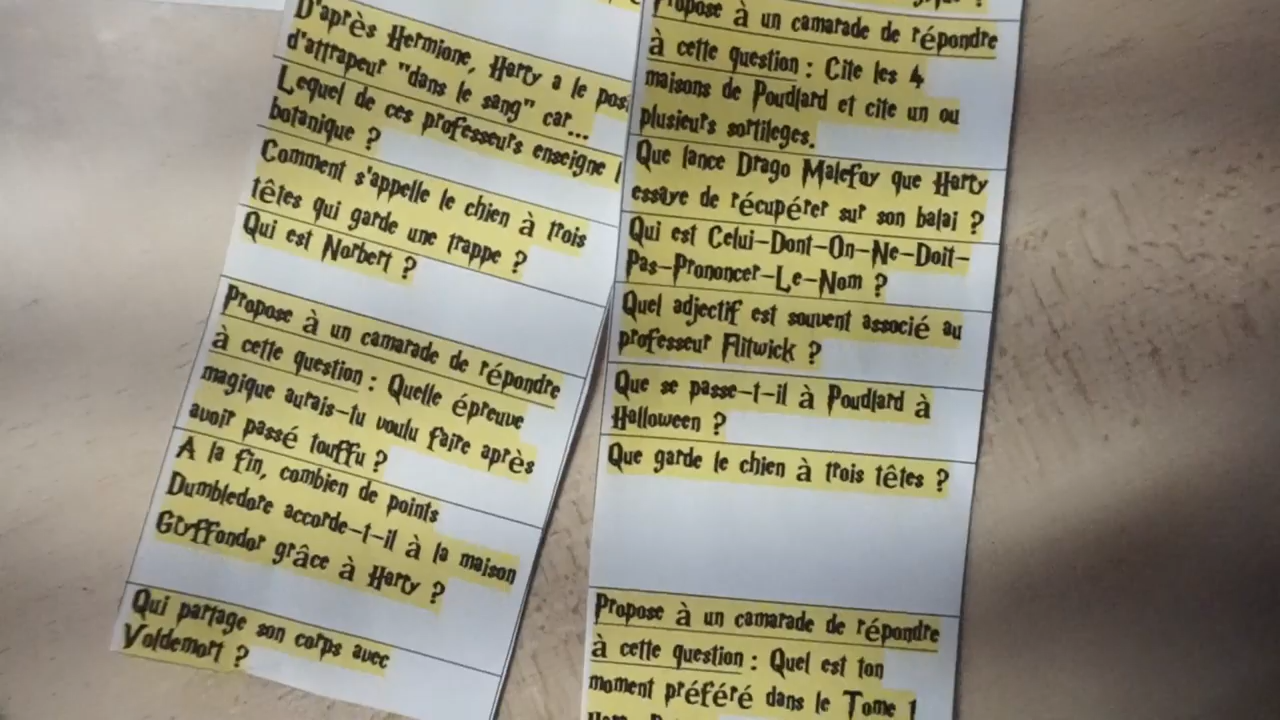 D'après Hermione, Harry a le
d'attrapeur "dans le sang" car...
Lequel de ces professeurs enseigne
botanique ?
Comment s'appelle le chien à trois
têtes qui garde une trappe ?
Qui est Norbert ?
Propose à un camarade de répondre
à cette question : Quelle épreuve
magique aurais-tu voulu faire après
avoir passé touffu ?
A la fin, combien de points
Dumbledore accorde-t-il à la maison
Gryffondor grâce à Harry ?
Qui partage son corps avec
Voldemort ?
Propose à un camarade de répondre
à cette question : Cite les 4
maisons de Poudlard et cite un ou
plusieurs sortileges.
Que lance Drago Malefoy que Harry
essaye de récupérer sur son balai ?
Qui est Celui-Dont-On-Ne-Doit-
Pas-Prononcer-Le-Nom ?
Quel adjectif est souvent associé au
professeur Flitwick ?
Que se passe-t-il à Poudlard à
Halloween ?
Que garde le chien à trois têtes ?
Propose à un camarade de répondre
à cette question : Quel est ton
moment préféré dans le Tome 1